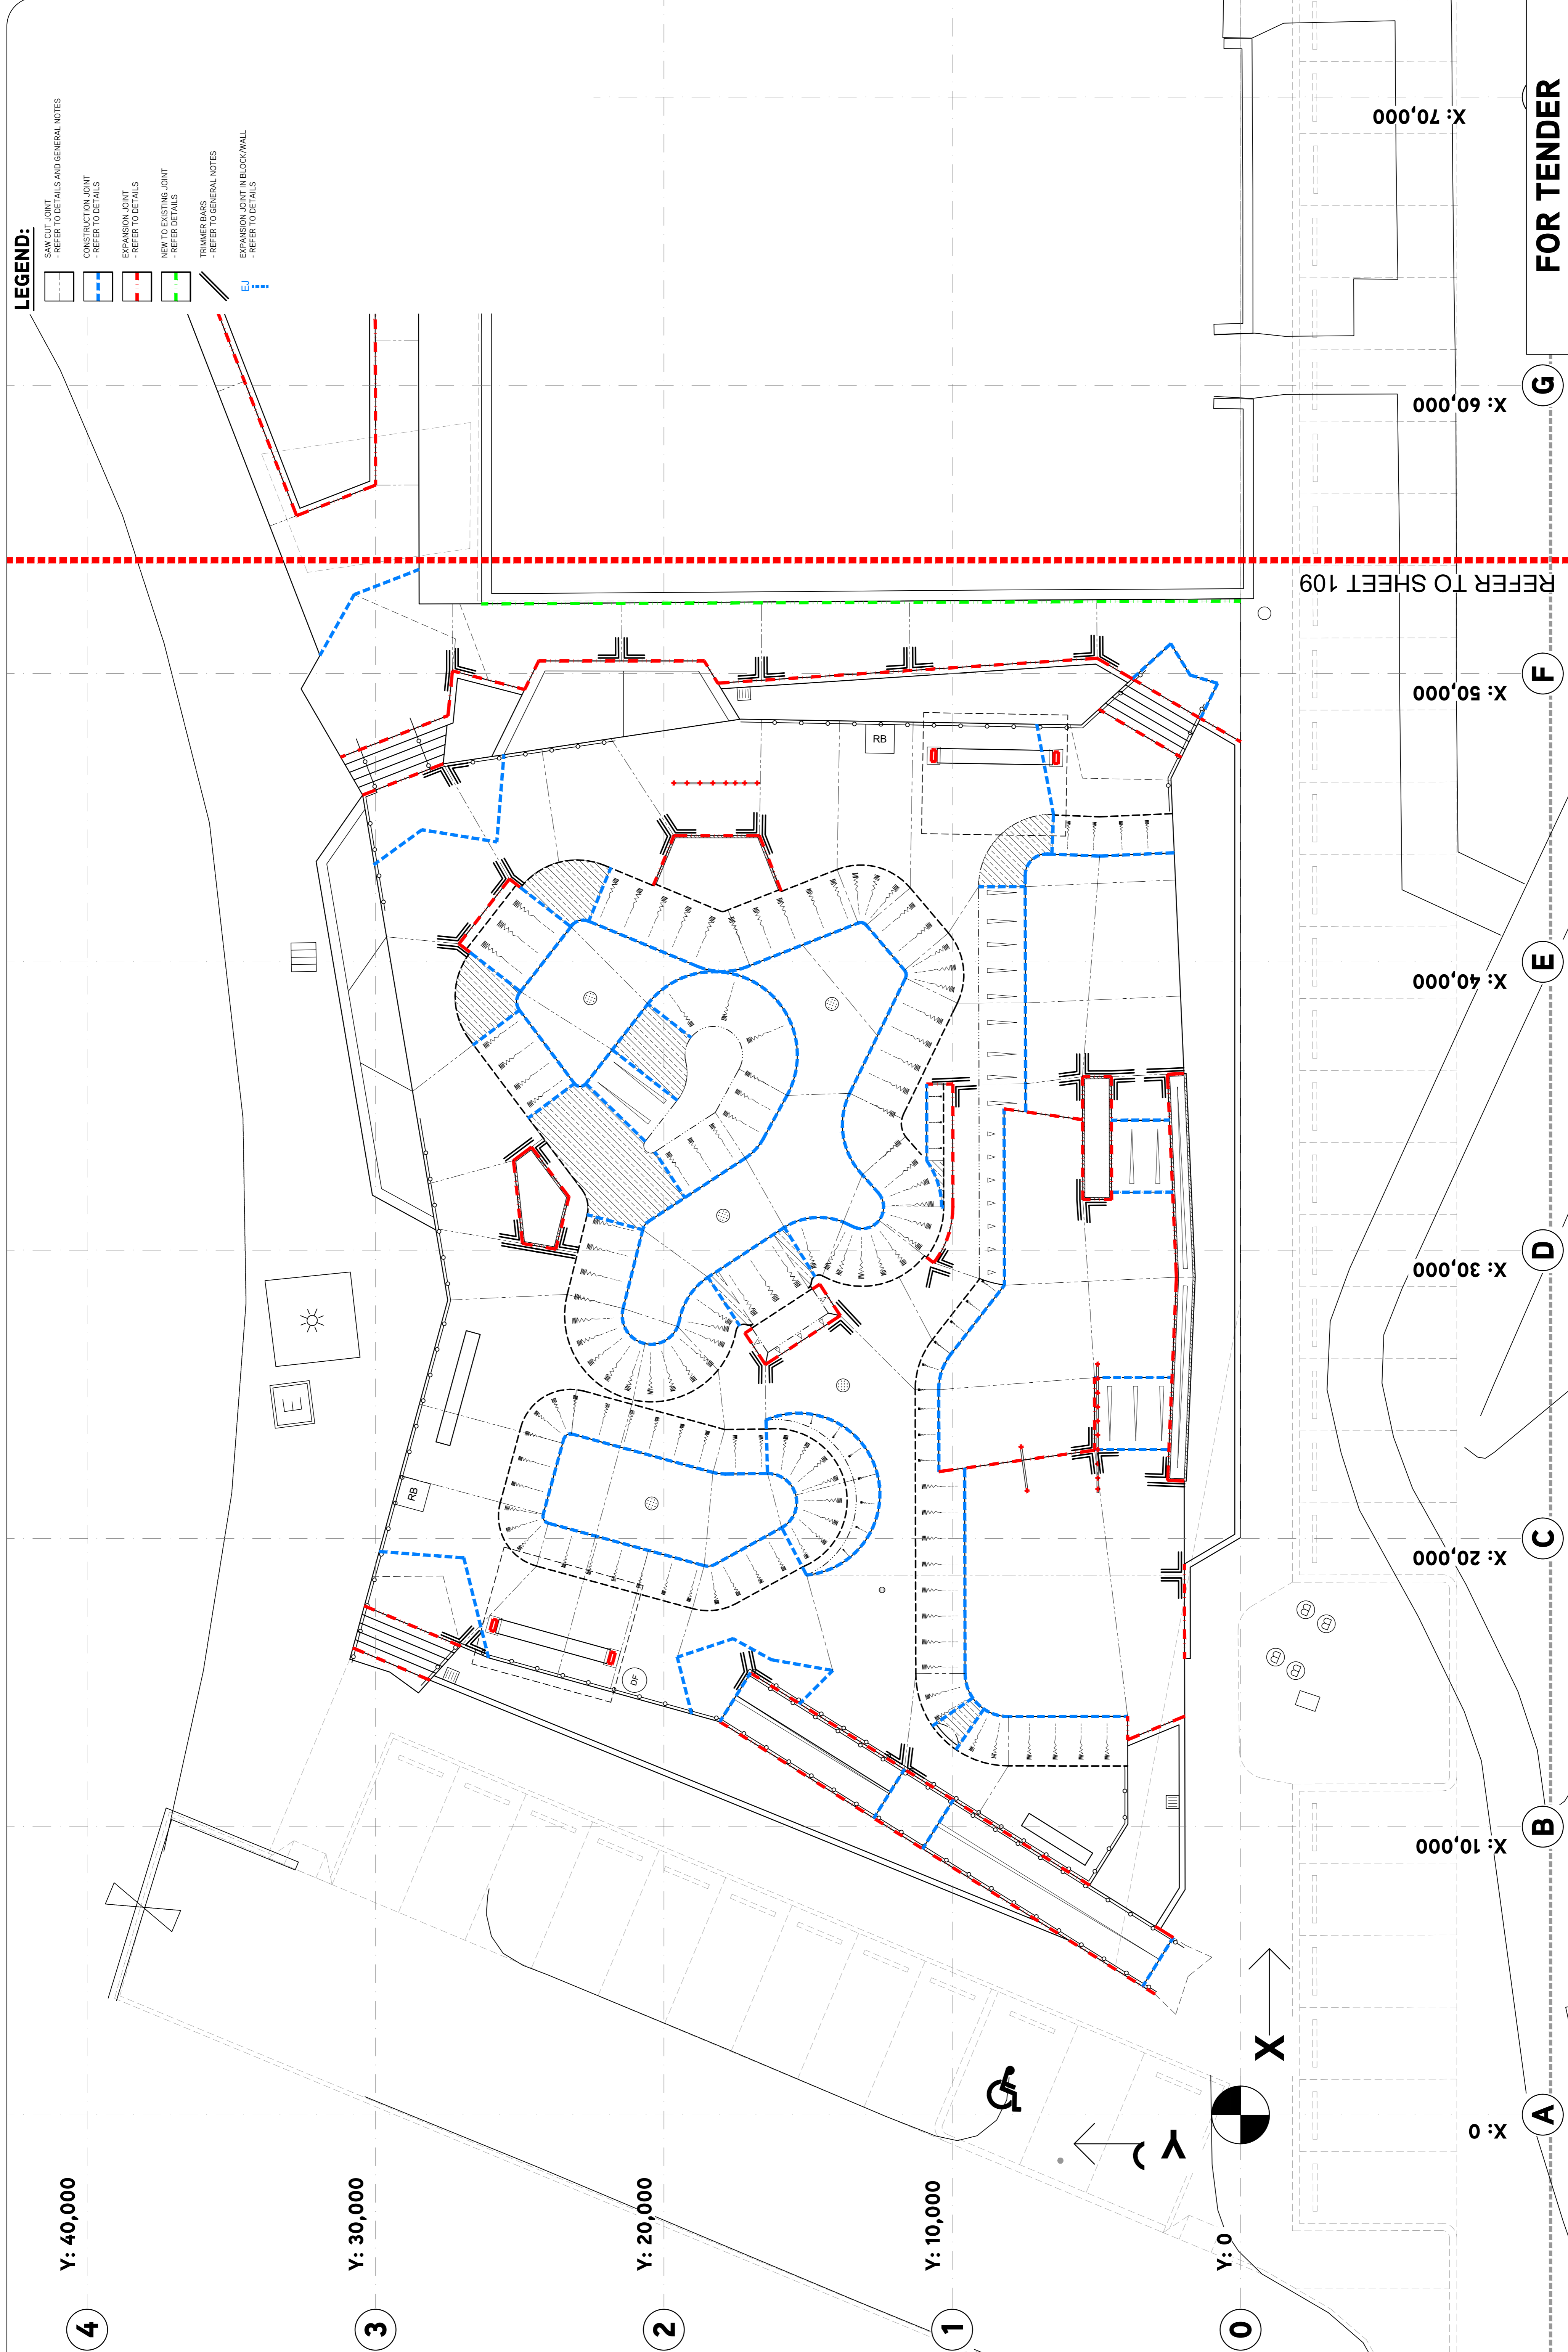 LEGEND:
SAW CUT JOINT
- REFER TO DETAILS AND GENERAL NOTES
CONSTRUCTION JOINT
- REFER TO DETAILS
EXPANSION JOINT
- REFER TO DETAILS
NEW TO EXISTING JOINT
- REFER DETAILS
TRIMMER BARS
- REFER TO GENERAL NOTES
EJ
EXPANSION JOINT IN BLOCK/WALL
- REFER TO DETAILS
FOR TENDER
X: 70,000
G
X: 60,000
REFER TO SHEET 109
F
X: 50,000
RB
E
X: 40,000
D
X: 30,000
E
RB
C
X: 20,000
DF
B
B
B
B
B
X: 10,000
X
A
X: 0
Y
Y: 40,000
Y: 30,000
Y: 20,000
Y: 10,000
Y: 0
4
3
2
1
0